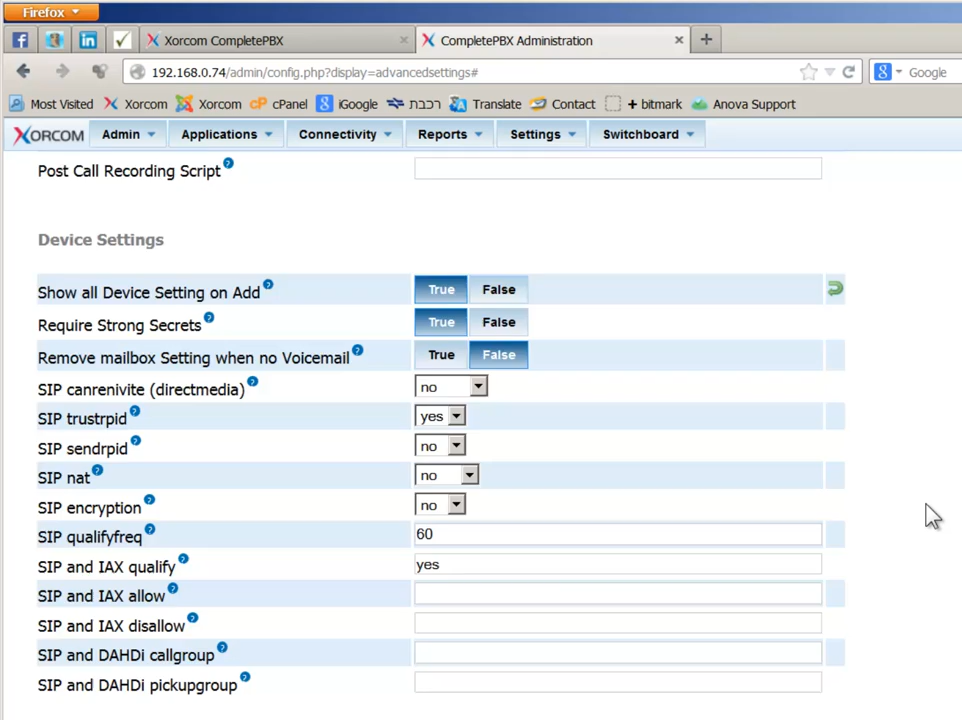 Firefox
Xorcom CompletePBX
CompletePBX Administration
192.168.0.74/admin/config.php?display=advancedsettings#
Google
Most Visited Xorcom Xorcom cPanel iGoogle רכבת Translate Contact + bitmark Anova Support
XORCOM Admin Applications Connectivity Reports Settings Switchboard
Post Call Recording Script
Device Settings
Show all Device Setting on Add True False
Require Strong Secrets True False
Remove mailbox Setting when no Voicemail True False
SIP canrenivite (directmedia) no
SIP trustrpid yes
SIP sendrpid no
SIP nat no
SIP encryption no
SIP qualifyfreq 60
SIP and IAX qualify yes
SIP and IAX allow
SIP and IAX disallow
SIP and DAHDi callgroup
SIP and DAHDi pickupgroup